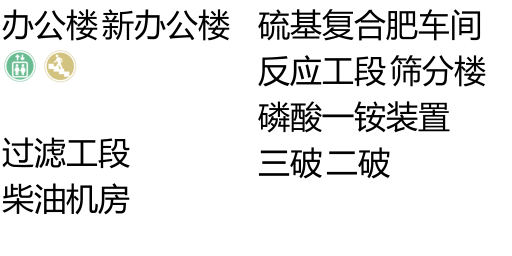 办公楼 新办公楼
过滤工段
柴油机房
硫基复合肥车间
反应工段 筛分楼
磷酸一铵装置
三破 二破